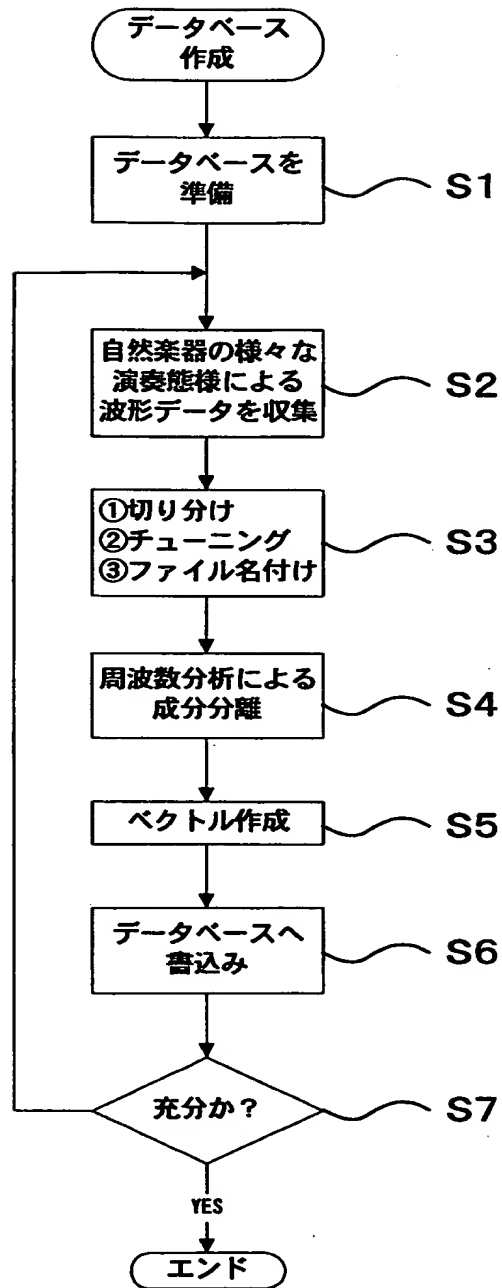 データベース
作成
データベースを
準備
S1
自然楽器の様々な
演奏態様による
波形データを収集
S2
①切り分け
②チューニング
③ファイル名付け
S3
周波数分析による
成分分離
S4
ベクトル作成
S5
データベースへ
書込み
S6
充分か？
S7
YES
エンド